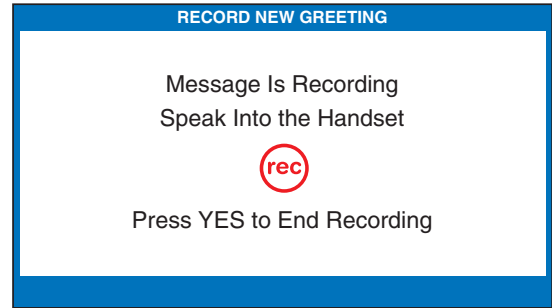 RECORD NEW GREETING
Message Is Recording
Speak Into the Handset
rec
Press YES to End Recording